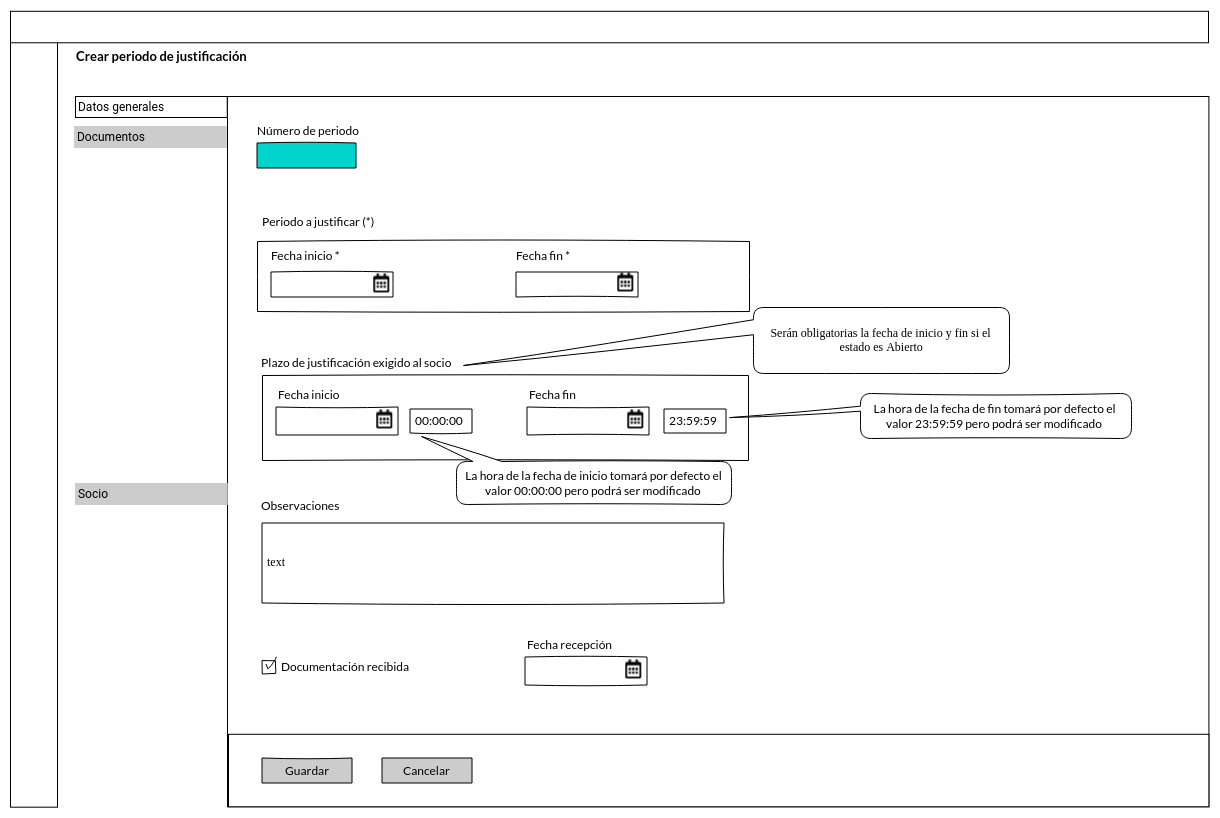 Crear periodo de justificación
Datos generales
Documentos
Número de periodo
Periodo a justificar (*)
Fecha inicio *
Fecha fin *
Serán obligatorias la fecha de inicio y fin si el
estado es Abierto
Plazo de justificación exigido al socio
Fecha inicio
Fecha fin
00:00:00
23:59:59
La hora de la fecha de fin tomará por defecto el
valor 23:59:59 pero podrá ser modificado
La hora de la fecha de inicio tomará por defecto el
valor 00:00:00 pero podrá ser modificado
Socio
Observaciones
text
Documentación recibida
Fecha recepción
Guardar
Cancelar